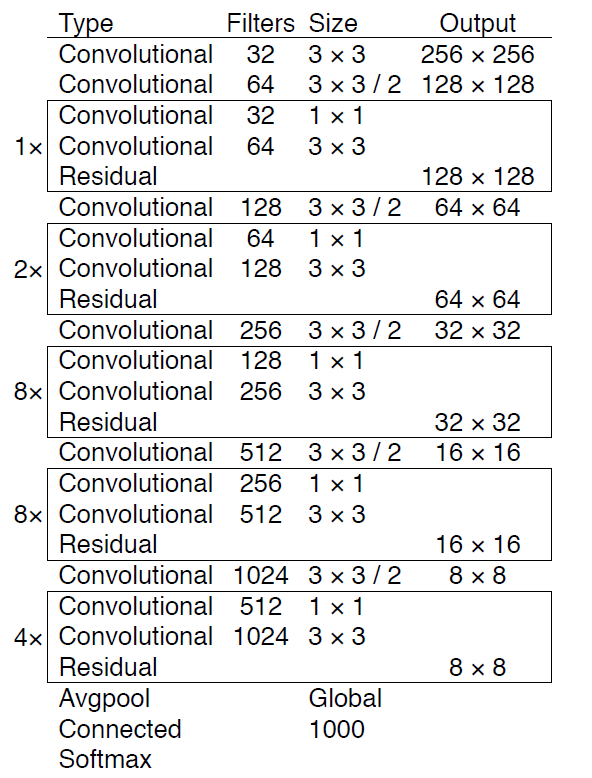 Type Filters Size Output
Convolutional 32 3 × 3 256 × 256
Convolutional 64 3 × 3 / 2 128 × 128
Convolutional 32 1 × 1
1× Convolutional 64 3 × 3
Residual 128 × 128
Convolutional 128 3 × 3 / 2 64 × 64
Convolutional 64 1 × 1
2× Convolutional 128 3 × 3
Residual 64 × 64
Convolutional 256 3 × 3 / 2 32 × 32
Convolutional 128 1 × 1
8× Convolutional 256 3 × 3
Residual 32 × 32
Convolutional 512 3 × 3 / 2 16 × 16
Convolutional 256 1 × 1
8× Convolutional 512 3 × 3
Residual 16 × 16
Convolutional 1024 3 × 3 / 2 8 × 8
Convolutional 512 1 × 1
4× Convolutional 1024 3 × 3
Residual 8 × 8
Avgpool Global
Connected 1000
Softmax